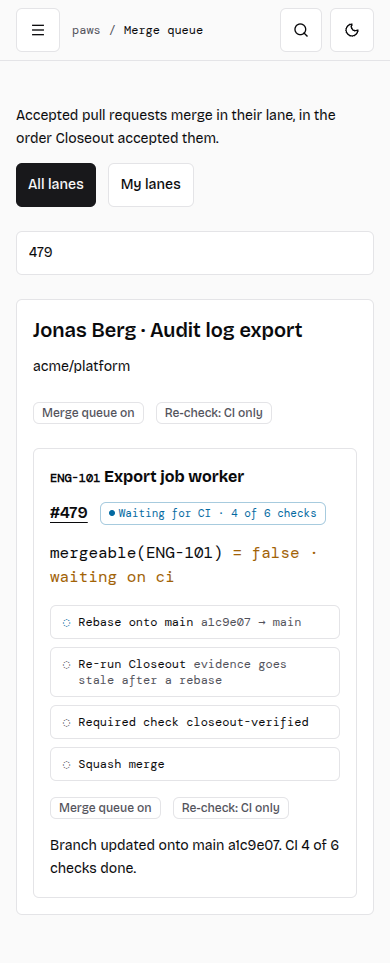 paws / Merge queue
Accepted pull requests merge in their lane, in the
order Closeout accepted them.
All lanes
My lanes
479
Jonas Berg · Audit log export
acme/platform
Merge queue on
Re-check: CI only
ENG-101 Export job worker
#479
Waiting for CI · 4 of 6 checks
mergeable(ENG-101) = false ·
waiting on ci
Rebase onto main a1c9e07 → main
Re-run Closeout evidence goes
stale after a rebase
Required check closeout-verified
Squash merge
Merge queue on
Re-check: CI only
Branch updated onto main a1c9e07. CI 4 of 6
checks done.